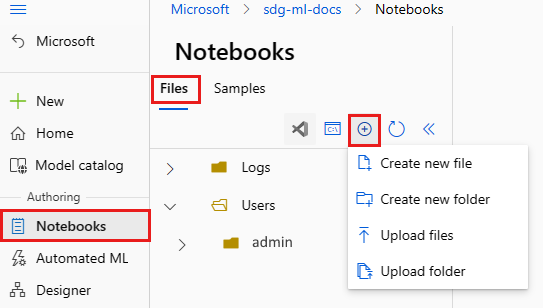 Microsoft > sdg-ml-docs > Notebooks
Microsoft
Notebooks
Files
Samples
New
Home
Model catalog
Authoring
Notebooks
Automated ML
Designer
Logs
Users
admin
Create new file
Create new folder
Upload files
Upload folder